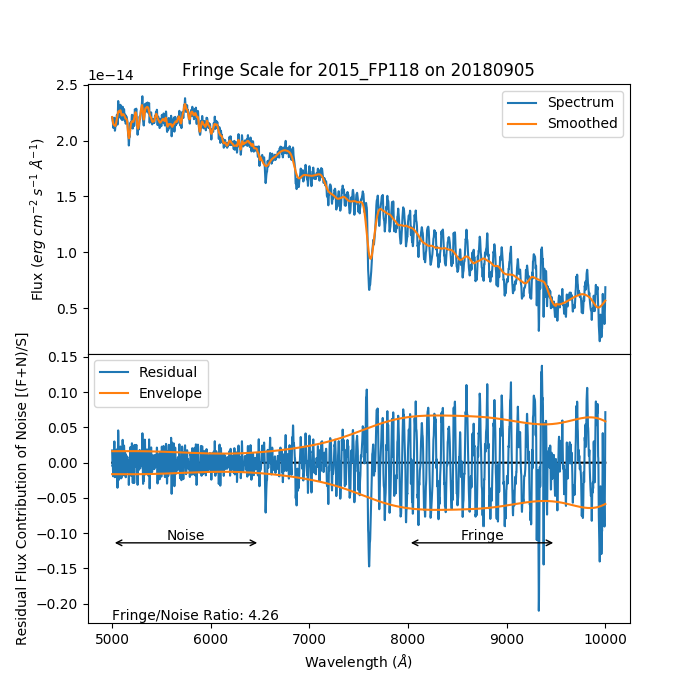 Fringe Scale for 2015_FP118 on 20180905
1e−14
2.5
2.0
1.5
1.0
0.5
Flux (erg cm⁻² s⁻¹ Å⁻¹)
Spectrum
Smoothed
0.15
0.10
0.05
0.00
−0.05
−0.10
−0.15
−0.20
Residual Flux Contribution of Noise [(F+N)/S]
Residual
Envelope
Noise
Fringe
Fringe/Noise Ratio: 4.26
5000 6000 7000 8000 9000 10000
Wavelength (Å)